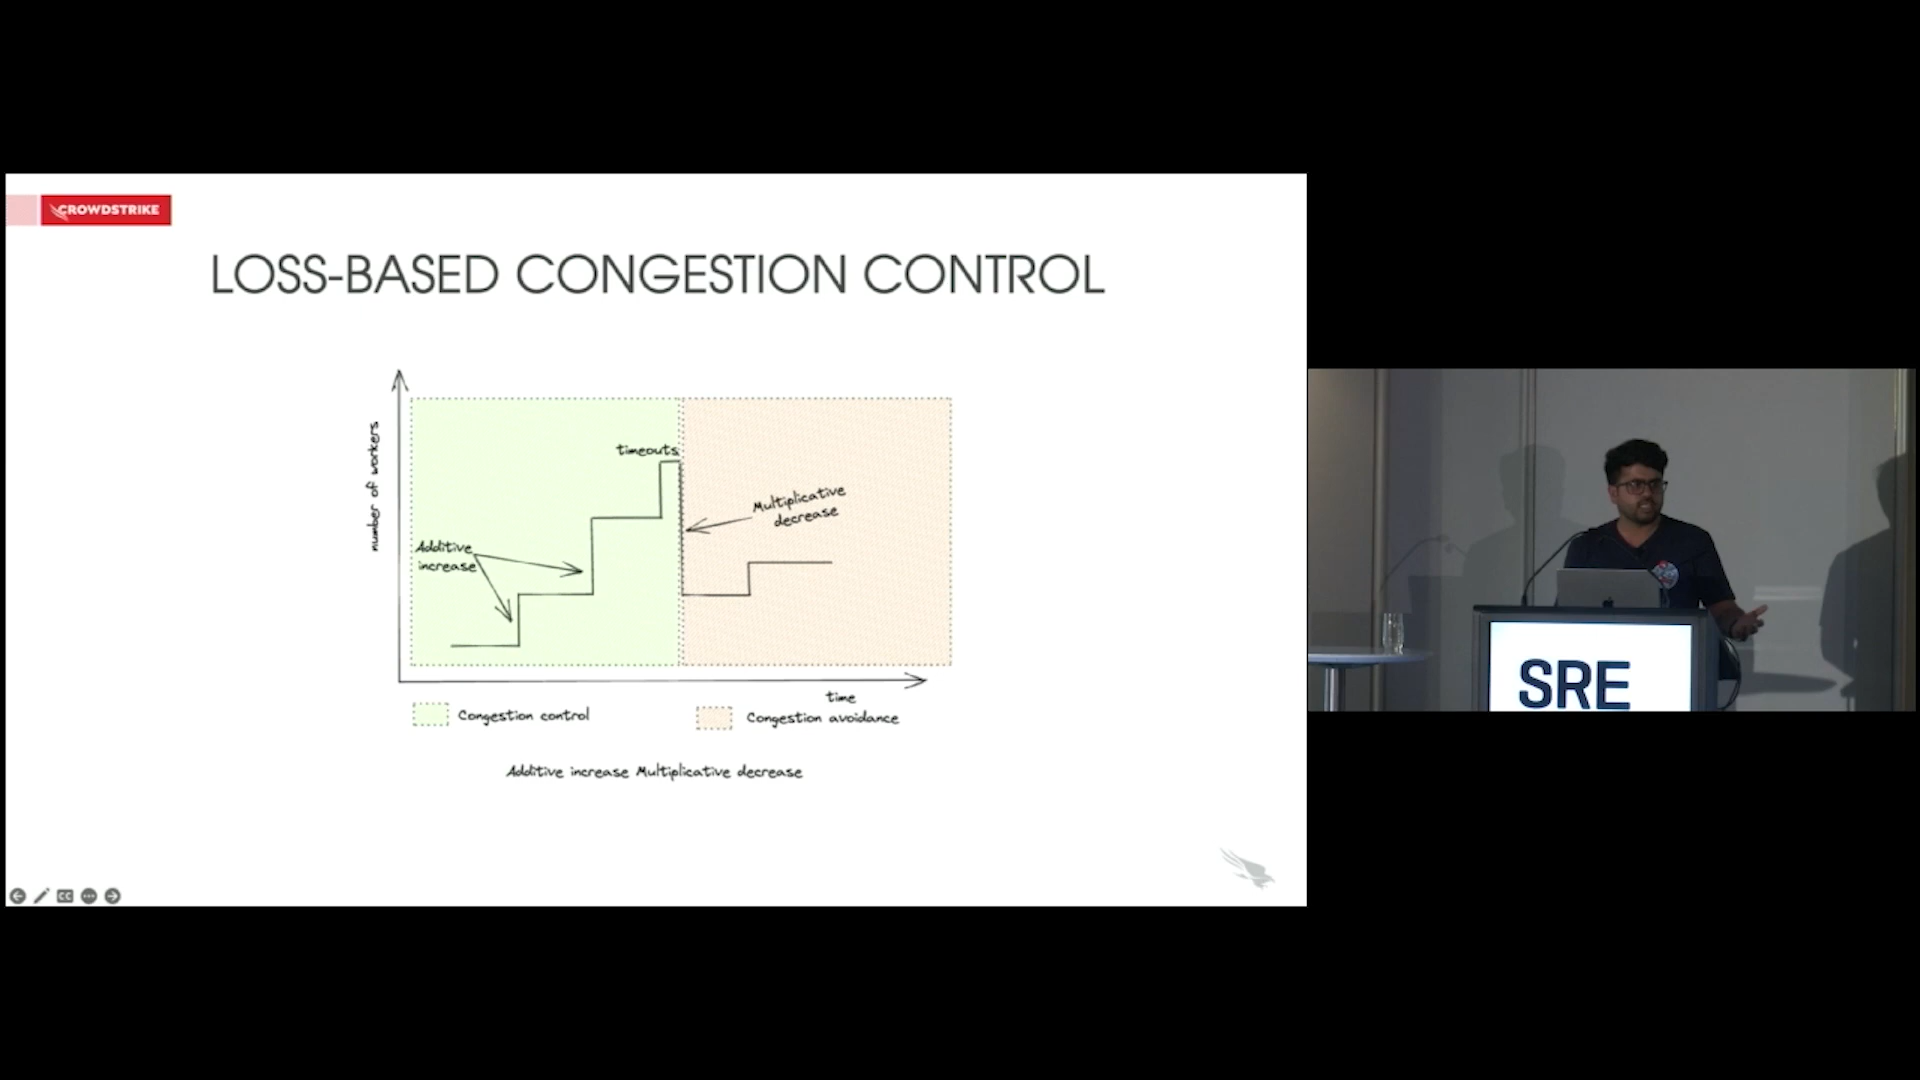 CROWDSTRIKE
LOSS-BASED CONGESTION CONTROL
number of workers
timeouts
Multiplicative
decrease
Additive
increase
time
Congestion control
Congestion avoidance
Additive increase Multiplicative decrease
CC
SRE